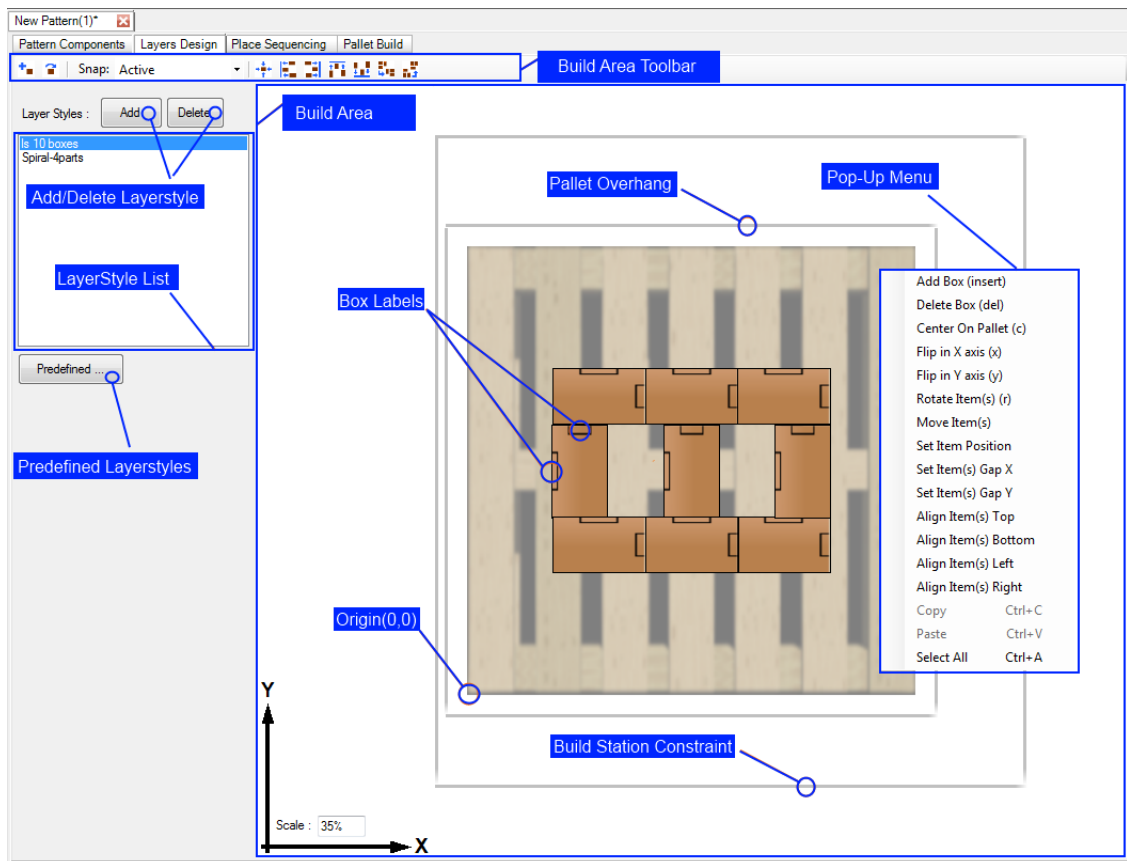 New Pattern(1)*
Pattern Components Layers Design Place Sequencing Pallet Build
Snap: Active
Build Area Toolbar
Layer Styles : Add Delete
Build Area
ls 10 boxes
Spiral-4parts
Add/Delete Layerstyle
LayerStyle List
Predefined ...
Predefined Layerstyles
Pallet Overhang
Pop-Up Menu
Box Labels
Add Box (insert)
Delete Box (del)
Center On Pallet (c)
Flip in X axis (x)
Flip in Y axis (y)
Rotate Item(s) (r)
Move Item(s)
Set Item Position
Set Item(s) Gap X
Set Item(s) Gap Y
Align Item(s) Top
Align Item(s) Bottom
Align Item(s) Left
Align Item(s) Right
Copy Ctrl+C
Paste Ctrl+V
Select All Ctrl+A
Origin(0,0)
Build Station Constraint
Y
Scale : 35%
X